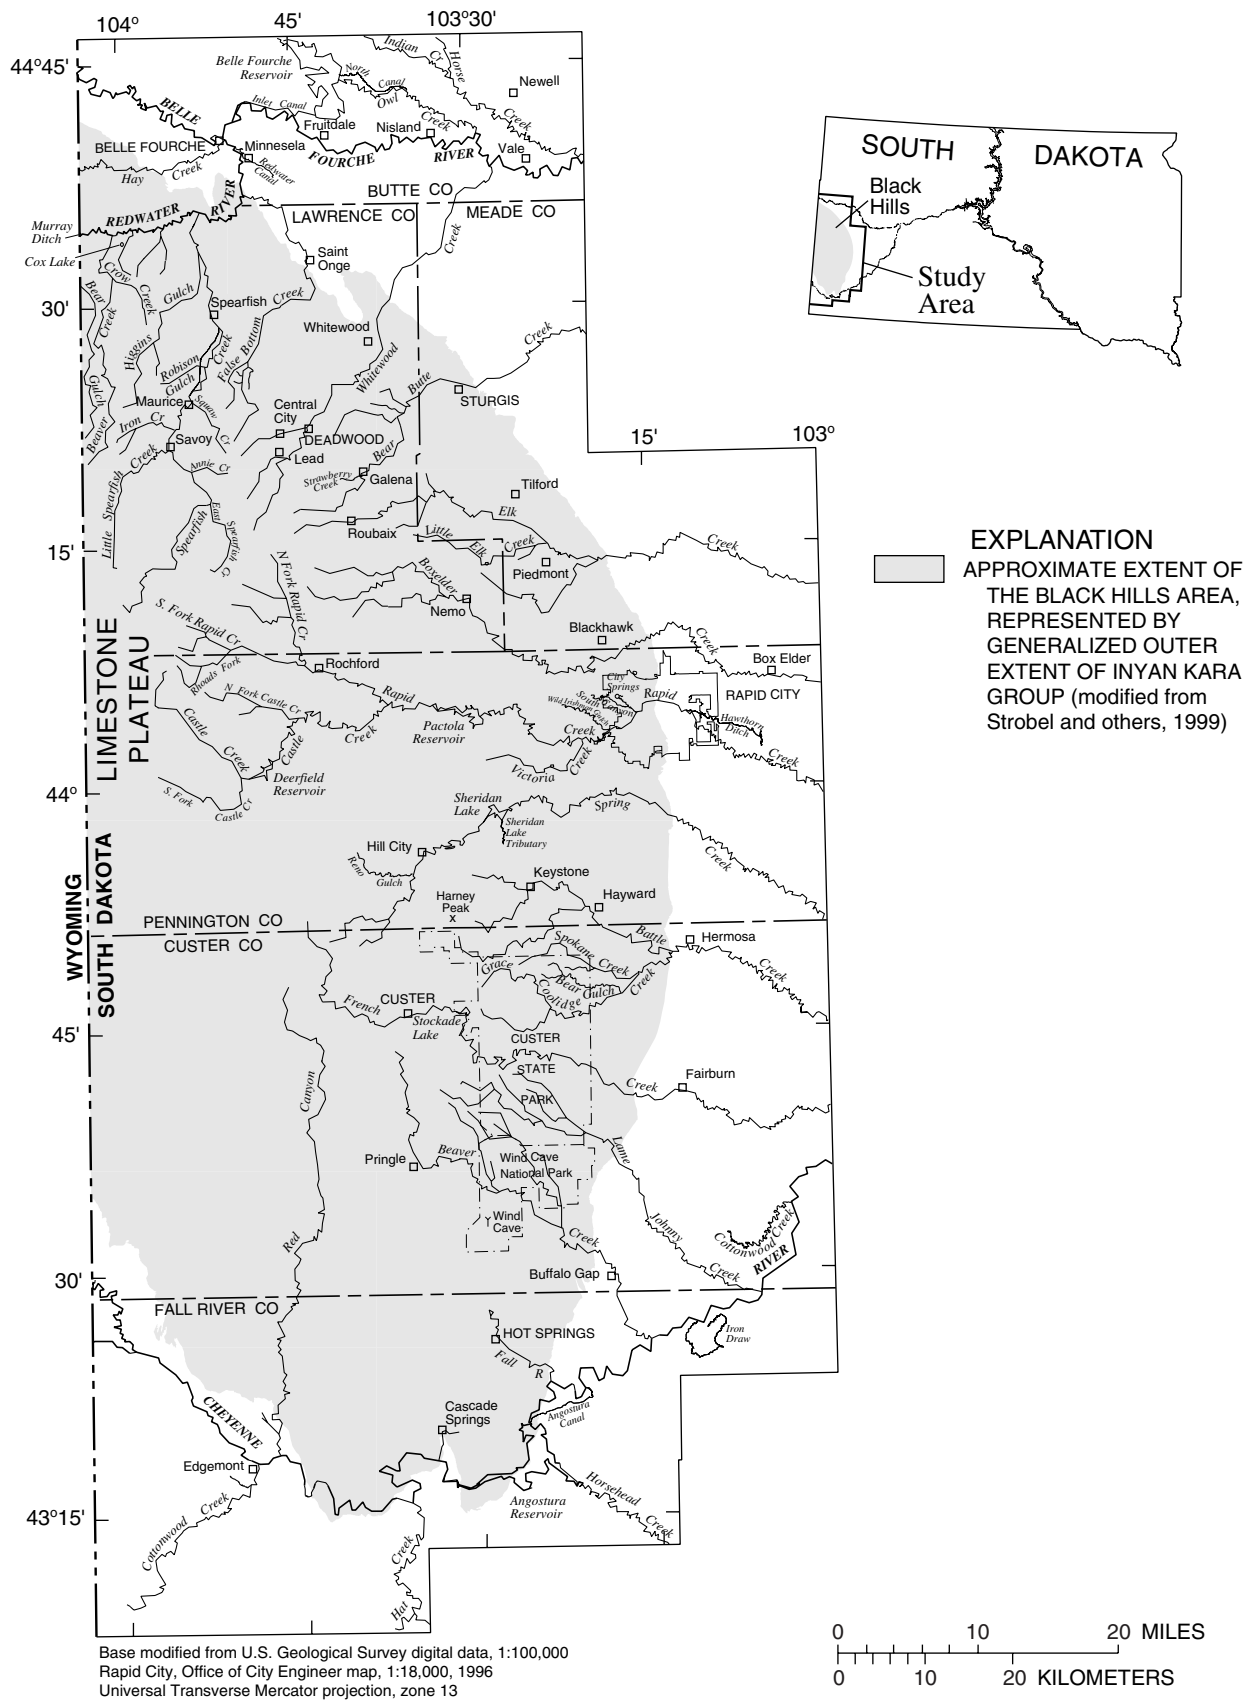 104°
45'
103°30'
44°45'
Belle Fourche
Reservoir
Indian
Cr
Horse
Creek
North
Canal
Owl
Creek
Newell
BELLE
Inlet Canal
Fruitdale
Nisland
Vale
BELLE FOURCHE
Minnesela
FOURCHE
RIVER
Hay
Creek
Redwater
Canal
BUTTE CO
LAWRENCE CO
MEADE CO
REDWATER
RIVER
Murray
Ditch
Cox Lake
Saint
Onge
Creek
Crow
Creek
Bear
Creek
Gulch
30'
Spearfish
Creek
Whitewood
Creek
Higgins
Gulch
Robison
Gulch
Creek
False Bottom
Whitewood
Butte
STURGIS
Maurice
Squaw
Cr
Iron Cr
Central
City
DEADWOOD
Beaver
Savoy
Lead
Bear
Creek
Annie Cr
Strawberry
Creek
Galena
Little Spearfish
Tilford
15'
103°
Spearfish
East
Spearfish
Cr
Roubaix
Elk
Little
Elk
Creek
Creek
15'
N Fork Rapid Cr
Boxelder
Piedmont
Nemo
S. Fork Rapid Cr
Blackhawk
Creek
Box Elder
LIMESTONE
PLATEAU
Rochford
Rhoads Fork
N Fork Castle Cr
Rapid
City
Springs
South Canyon
Wild Irishman Gulch
Rapid
RAPID CITY
Castle
Creek
Castle
Creek
Pactola
Reservoir
Creek
Hawthorn
Ditch
Creek
Deerfield
Reservoir
Victoria
Creek
44°
S. Fork
Castle Cr
Sheridan
Lake
Sheridan
Lake
Tributary
Spring
Creek
Hill City
Reno
Gulch
Keystone
Harney
Peak
x
Hayward
WYOMING
SOUTH DAKOTA
PENNINGTON CO
CUSTER CO
Battle
Hermosa
Creek
Spokane
Creek
Grace
Bear
Gulch
Coolidge
Creek
French
CUSTER
Stockade
Lake
45'
CUSTER
STATE
PARK
Creek
Fairburn
Canyon
Pringle
Beaver
Wind Cave
National Park
Lame
Johnny
Creek
Wind
Cave
Creek
Cottonwood
Creek
RIVER
Red
30'
Buffalo Gap
FALL RIVER CO
HOT SPRINGS
Fall
R
Iron
Draw
CHEYENNE
Cascade
Springs
Angostura
Canal
Edgemont
Cottonwood
Creek
Angostura
Reservoir
Horsehead
Creek
43°15'
Creek
Hat
SOUTH
DAKOTA
Black
Hills
Study
Area
EXPLANATION
APPROXIMATE EXTENT OF
THE BLACK HILLS AREA,
REPRESENTED BY
GENERALIZED OUTER
EXTENT OF INYAN KARA
GROUP (modified from
Strobel and others, 1999)
0 10 20 MILES
0 10 20 KILOMETERS
Base modified from U.S. Geological Survey digital data, 1:100,000
Rapid City, Office of City Engineer map, 1:18,000, 1996
Universal Transverse Mercator projection, zone 13